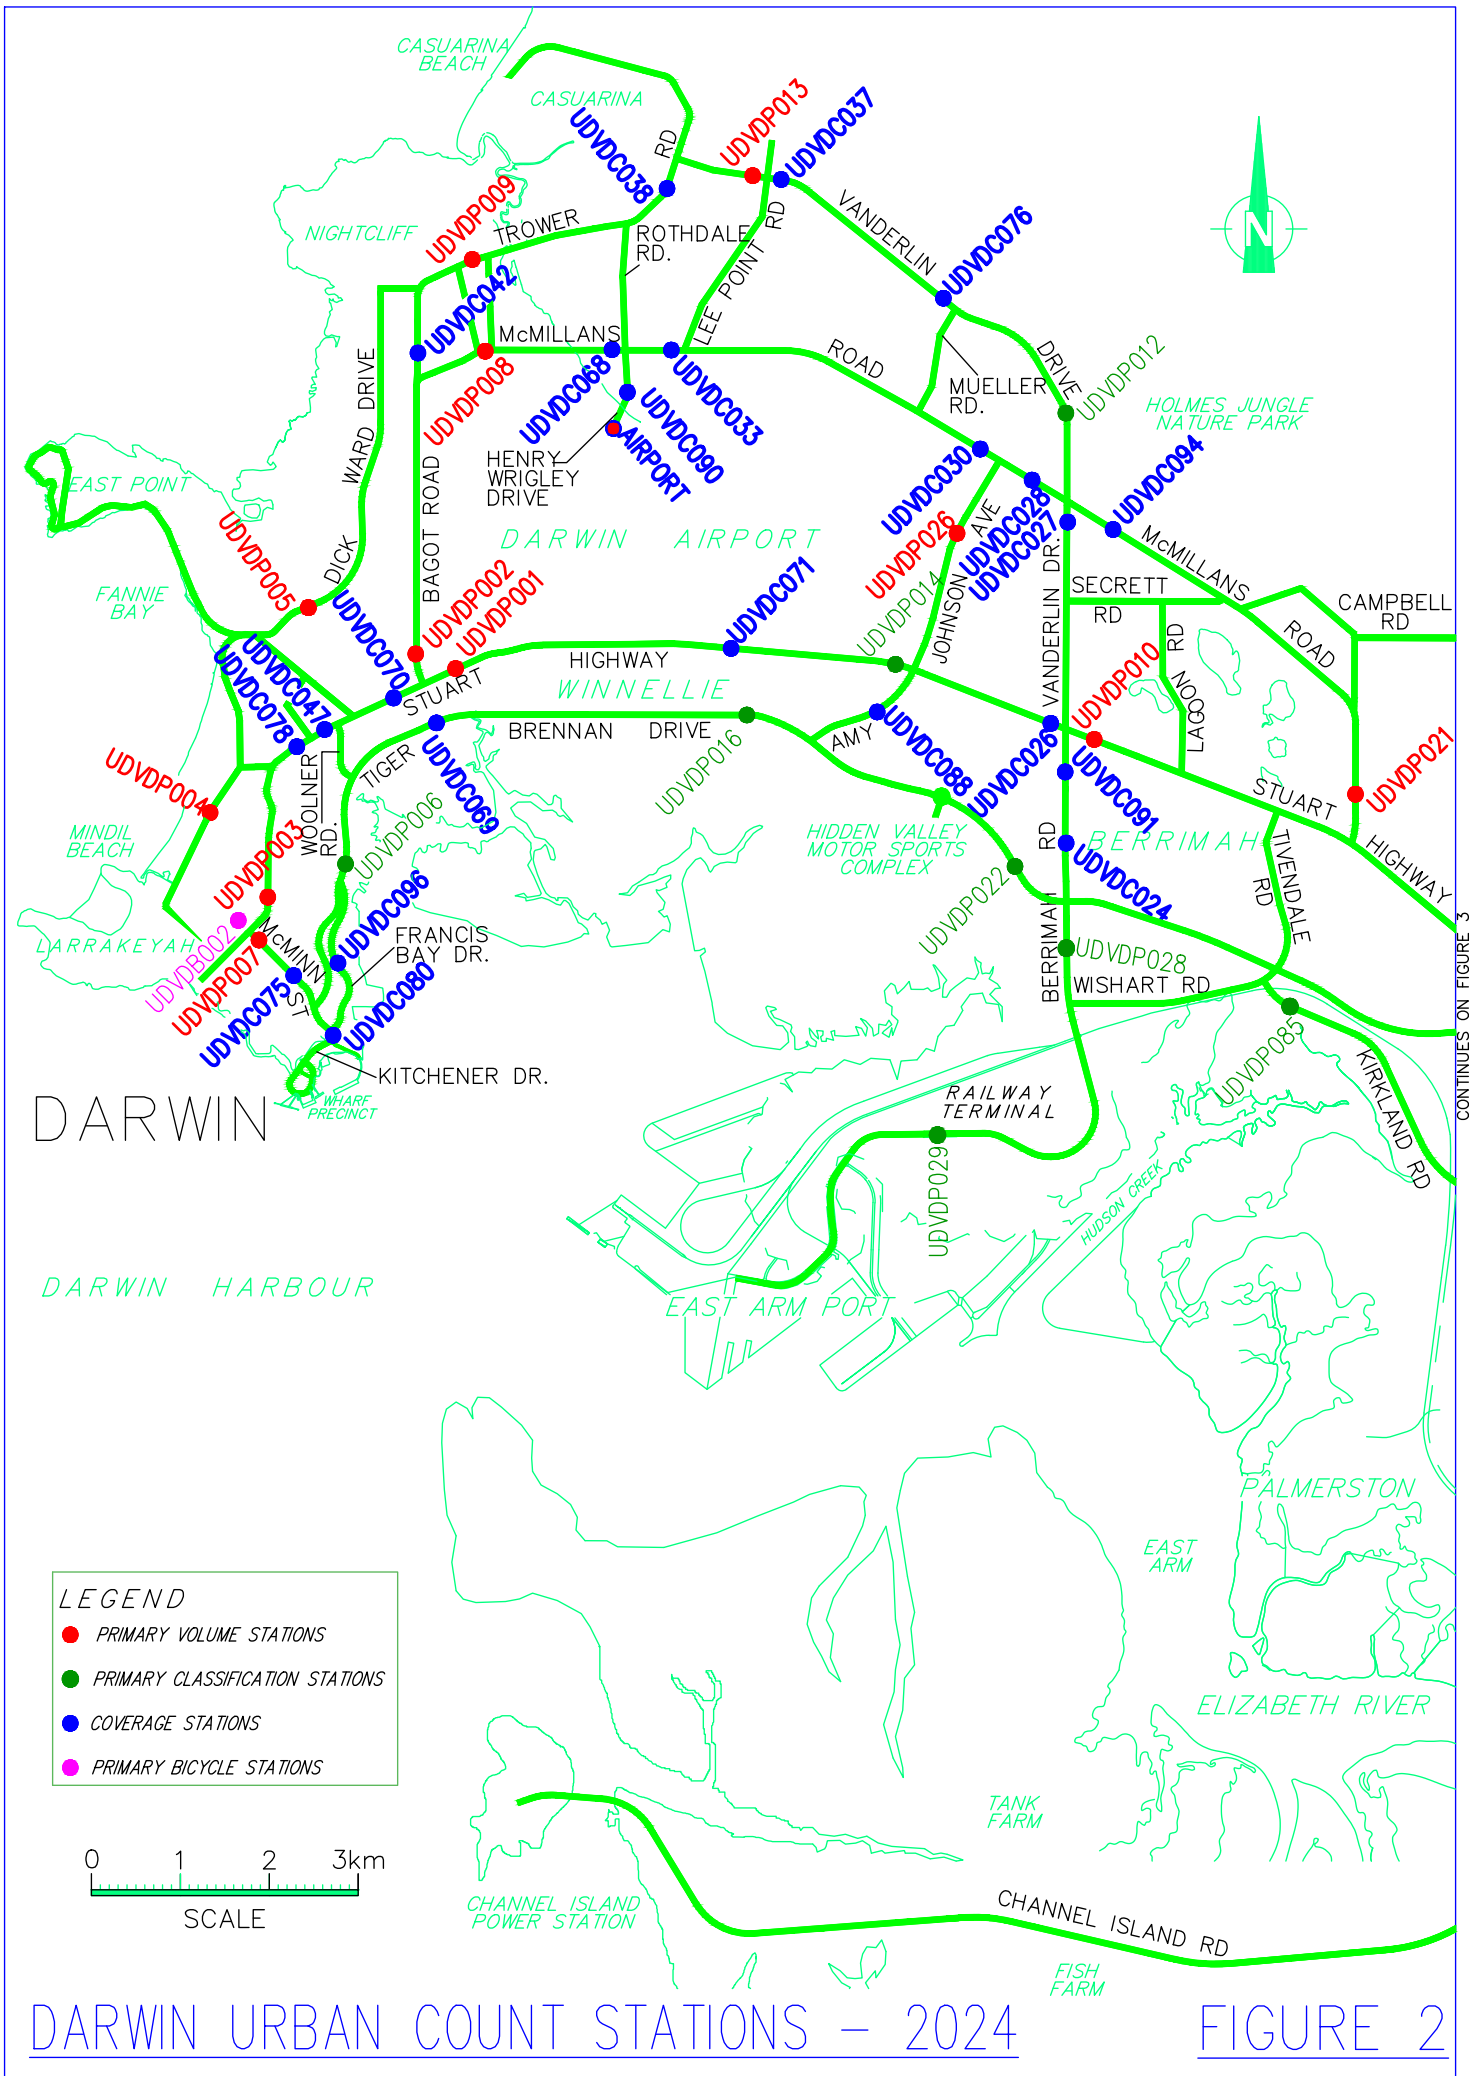 CASUARINA
BEACH
CASUARINA
UDVDP013
UDVDC037
UDVDC038
RD
UDVDP009
NIGHTCLIFF
TROWER
ROTHDALE
RD.
LEE POINT
RD
VANDERLIN
UDVDC076
N
UDVDC042
McMILLANS
ROAD
DRIVE
UDVDP012
MUELLER
RD.
HOLMES JUNGLE
NATURE PARK
WARD DRIVE
UDVDP008
UDVDC068
UDVDC033
UDVDC090
AIRPORT
HENRY
WRIGLEY
DRIVE
EAST POINT
BAGOT ROAD
UDVDC030
UDVDC028
UDVDC027
UDVDC094
McMILLANS
ROAD
DARWIN AIRPORT
UDVDP026
JOHNSON
AVE
UDVDP005
DICK
UDVDP002
UDVDP001
UDVDC071
UDVDP014
VANDERLIN DR.
SECRETT
RD
CAMPBELL
RD
FANNIE
BAY
UDVDC070
UDVDC047
UDVDC078
STUART
HIGHWAY
WINNELLIE
UDVDP010
LAGOON
RD
BRENNAN DRIVE
AMY
TIGER
WOOLNER
RD.
UDVDC069
UDVDP016
UDVDC088
UDVDC026
UDVDC091
UDVDP021
STUART
HIGHWAY
UDVDP004
MINDIL
BEACH
UDVDP003
UDVDP006
HIDDEN VALLEY
MOTOR SPORTS
COMPLEX
BERRIMAH
UDVDC024
TIVENDALE
RD
UDVDP022
BERRIMAH
RD
UDVDC096
LARRAKEYAH
UDVDB002
UDVDP007
McMINN
ST
UDVDC075
FRANCIS
BAY DR.
UDVDC080
UDVDP028
WISHART RD
UDVDP085
KIRKLAND RD
CONTINUES ON FIGURE 3
KITCHENER DR.
WHARF
PRECINCT
DARWIN
RAILWAY
TERMINAL
UDVDP029
HUDSON CREEK
DARWIN HARBOUR
EAST ARM PORT
PALMERSTON
EAST
ARM
ELIZABETH RIVER
LEGEND
PRIMARY VOLUME STATIONS
PRIMARY CLASSIFICATION STATIONS
COVERAGE STATIONS
PRIMARY BICYCLE STATIONS
TANK
FARM
0 1 2 3km
SCALE
CHANNEL ISLAND
POWER STATION
CHANNEL ISLAND RD
FISH
FARM
DARWIN URBAN COUNT STATIONS – 2024
FIGURE 2